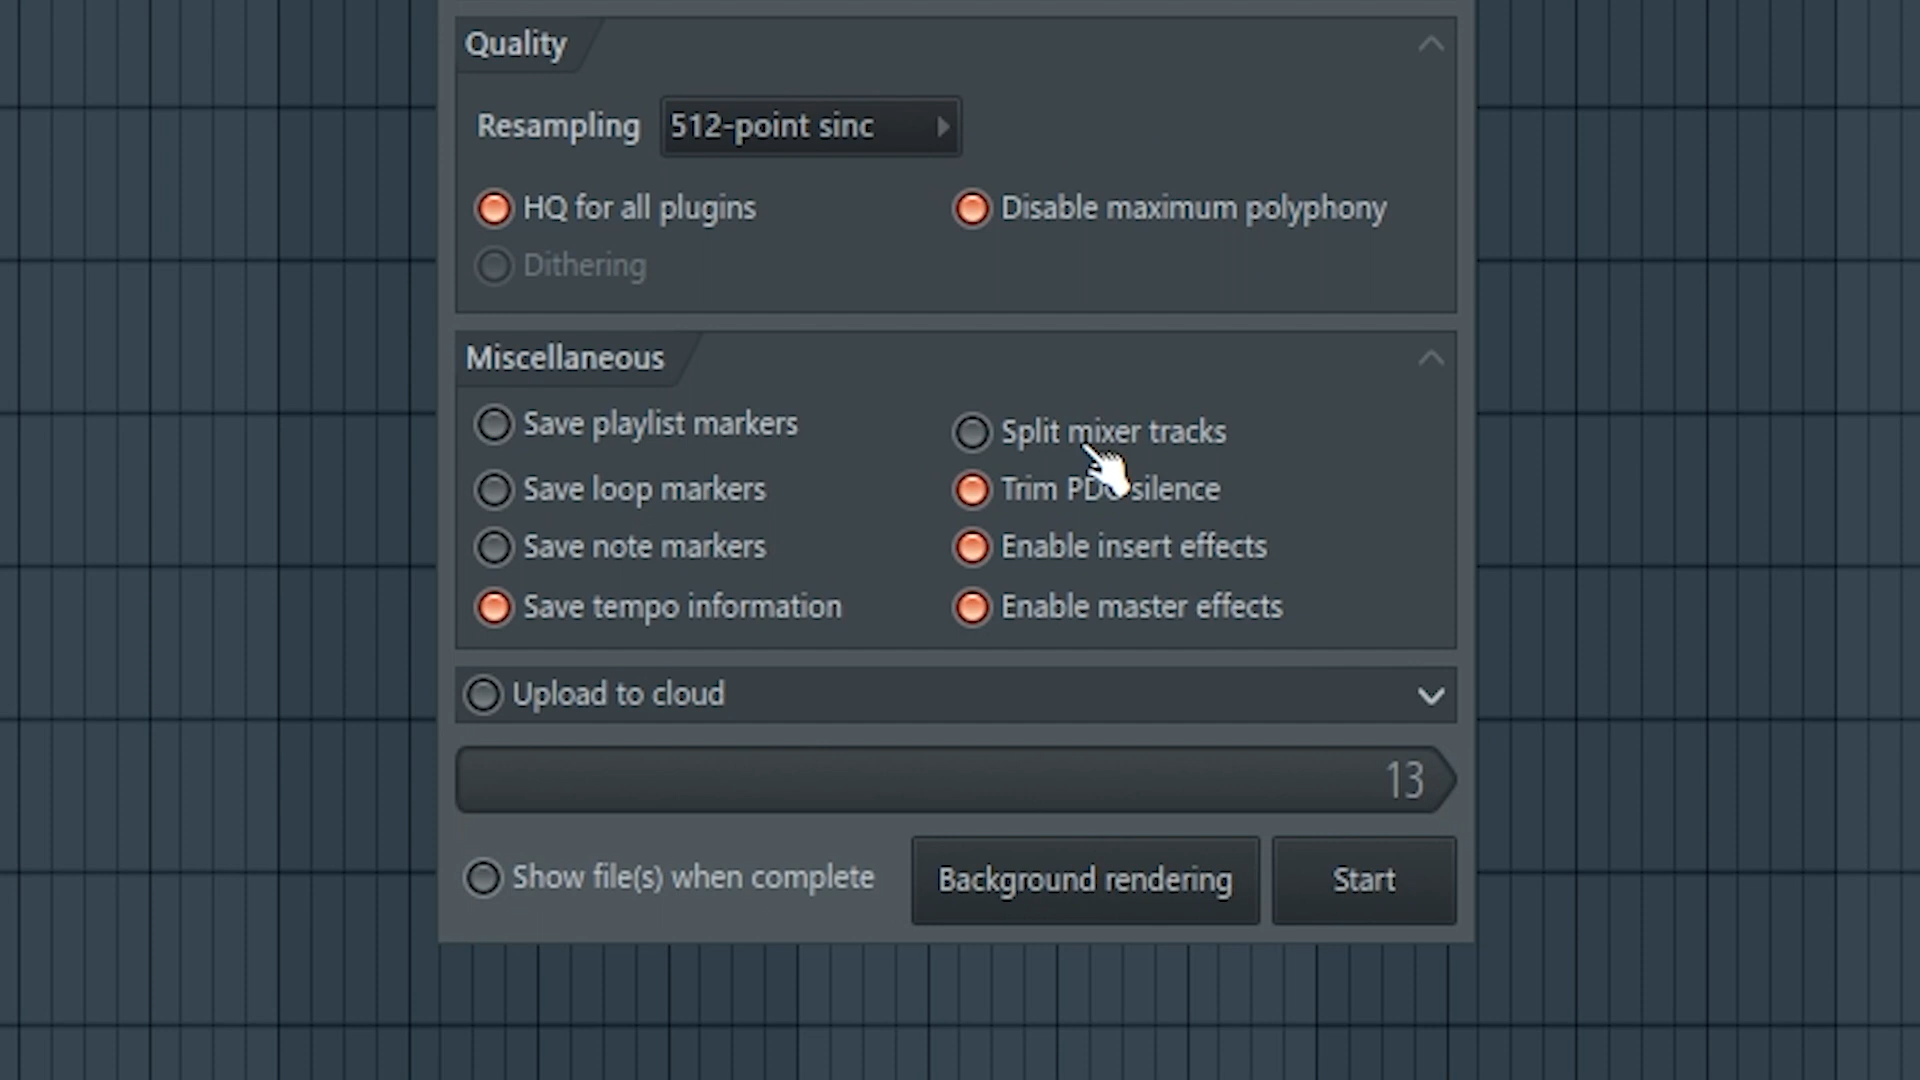 Quality
Resampling 512-point sinc
HQ for all plugins Disable maximum polyphony
Dithering
Miscellaneous
Save playlist markers Split mixer tracks
Save loop markers Trim PDC silence
Save note markers Enable insert effects
Save tempo information Enable master effects
Upload to cloud
13
Show file(s) when complete Background rendering Start